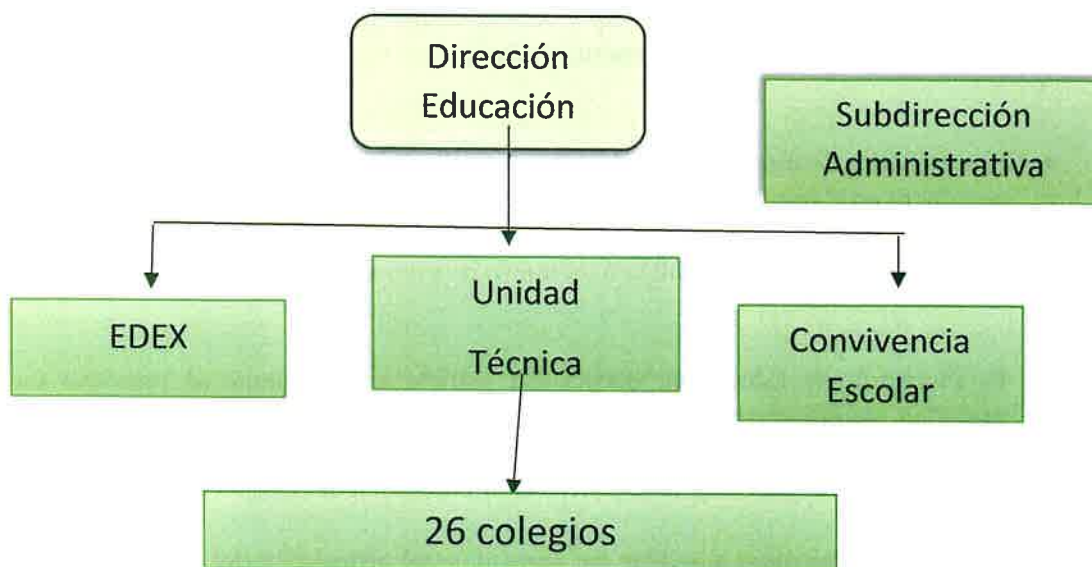 Dirección
Educación
Subdirección
Administrativa
EDEX
Unidad
Técnica
Convivencia
Escolar
26 colegios